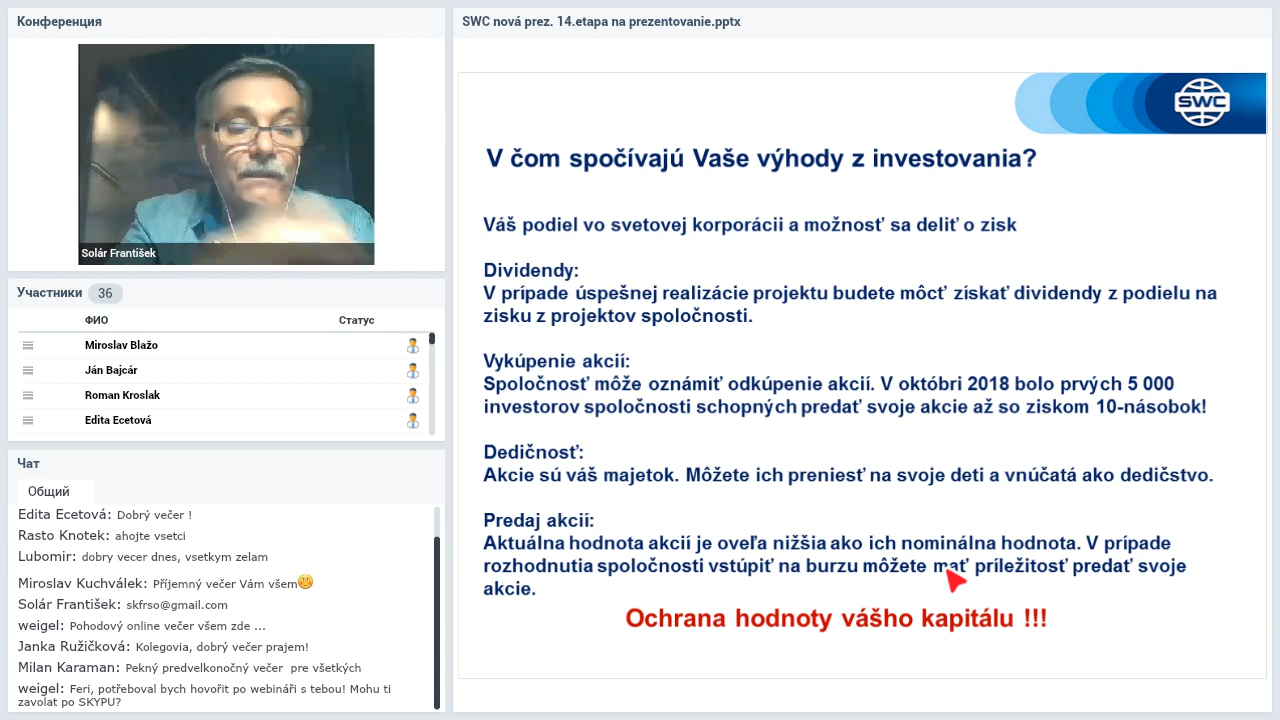 Конференция
Solár František
Участники 36
ФИО Статус
Miroslav Blažo
Ján Bajcár
Roman Kroslak
Edita Ecetová
Чат
Общий
Edita Ecetová: Dobrý večer !
Rasto Knotek: ahojte vsetci
Lubomir: dobry vecer dnes, vsetkym zelam
Miroslav Kuchválek: Příjemný večer Vám všem
Solár František: skfrso@gmail.com
weigel: Pohodový online večer všem zde ...
Janka Ružičková: Kolegovia, dobrý večer prajem!
Milan Karaman: Pekný predvelkonočný večer pre všetkých
weigel: Feri, potřeboval bych hovořit po webináři s tebou! Mohu ti
zavolat po SKYPU?
SWC nová prez. 14.etapa na prezentovanie.pptx
SWC
V čom spočívajú Vaše výhody z investovania?
Váš podiel vo svetovej korporácii a možnosť sa deliť o zisk
Dividendy:
V prípade úspešnej realizácie projektu budete môcť získať dividendy z podielu na
zisku z projektov spoločnosti.
Vykúpenie akcií:
Spoločnosť môže oznámiť odkúpenie akcií. V októbri 2018 bolo prvých 5 000
investorov spoločnosti schopných predať svoje akcie až so ziskom 10-násobok!
Dedičnosť:
Akcie sú váš majetok. Môžete ich preniesť na svoje deti a vnúčatá ako dedičstvo.
Predaj akcií:
Aktuálna hodnota akcií je oveľa nižšia ako ich nominálna hodnota. V prípade
rozhodnutia spoločnosti vstúpiť na burzu môžete mať príležitosť predať svoje
akcie.
Ochrana hodnoty vášho kapitálu !!!